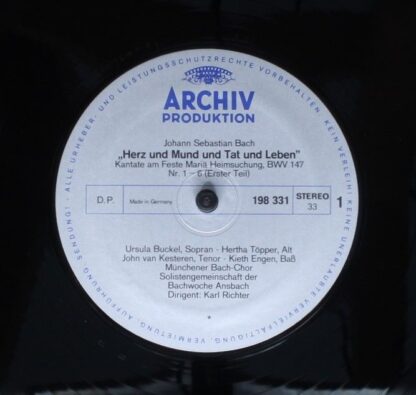 ALLE URHEBER- UND LEISTUNGSSCHUTZRECHTE VORBEHALTEN · KEIN VERLEIH! KEINE UNERLAUBTE VERVIELFÄLTIGUNG, VERMIETUNG, AUFFÜHRUNG, SENDUNG! ·
ARCHIV
PRODUKTION
Johann Sebastian Bach
„Herz und Mund und Tat und Leben"
Kantate am Feste Mariä Heimsuchung, BWV 147
Nr. 1 – 6 (Erster Teil)
D.P. Made in Germany 198 331 STEREO 33 1
Ursula Buckel, Sopran - Hertha Töpper, Alt
John van Kesteren, Tenor - Kieth Engen, Baß
Münchener Bach-Chor
Solistengemeinschaft der
Bachwoche Ansbach
Dirigent: Karl Richter
*